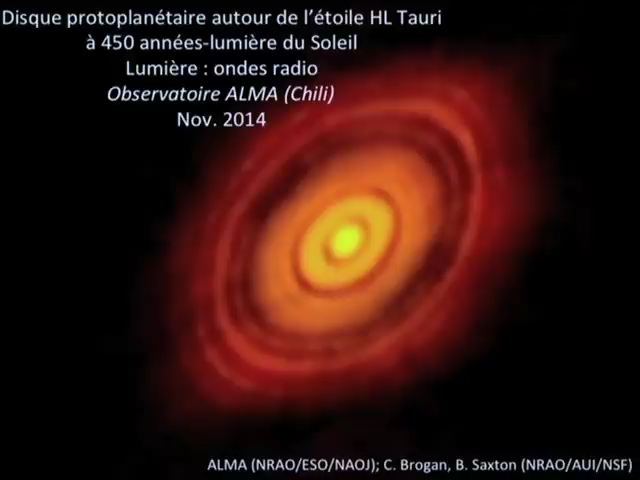 Disque protoplanétaire autour de l’étoile HL Tauri
à 450 années-lumière du Soleil
Lumière : ondes radio
Observatoire ALMA (Chili)
Nov. 2014
ALMA (NRAO/ESO/NAOJ); C. Brogan, B. Saxton (NRAO/AUI/NSF)